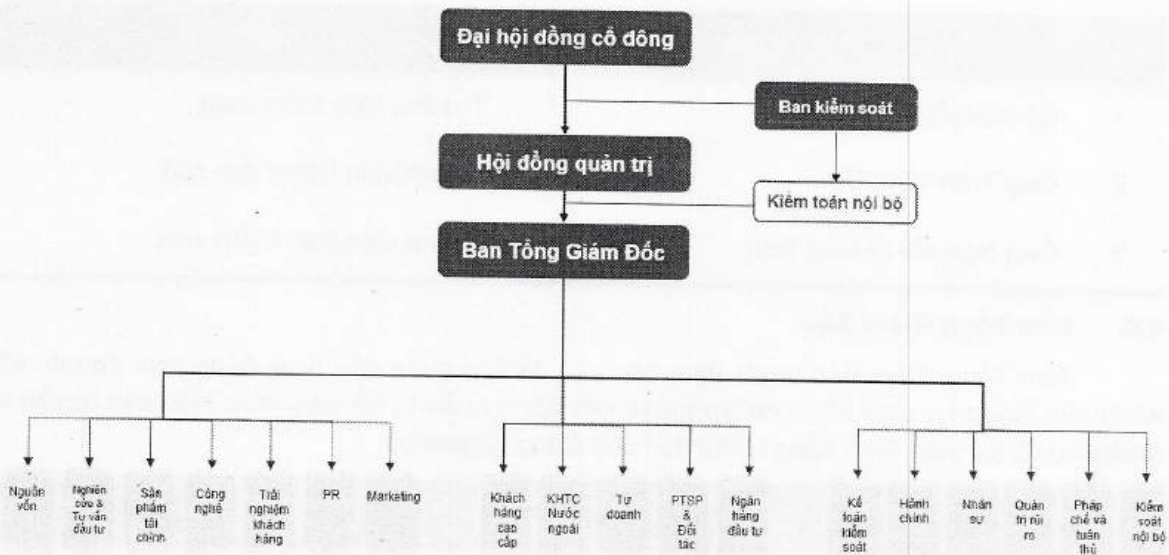 Đại hội đồng cổ đông
Ban kiểm soát
Hội đồng quản trị
Kiểm toán nội bộ
Ban Tổng Giám Đốc
Nguồn
vốn
Nghiên
cứu &
Tư vấn
đầu tư
Sản
phẩm
tài
chính
Công
nghệ
Trải
nghiệm
khách
hàng
PR
Marketing
Khách
hàng
cao
cấp
KHTC
Nước
ngoài
Tự
doanh
PTSP
&
Đối
tác
Ngân
hàng
đầu tư
Kế
toán
kiểm
soát
Hành
chính
Nhân
sự
Quản
trị rủi
ro
Pháp
chế và
tuân
thủ
Kiểm
soát
nội bộ